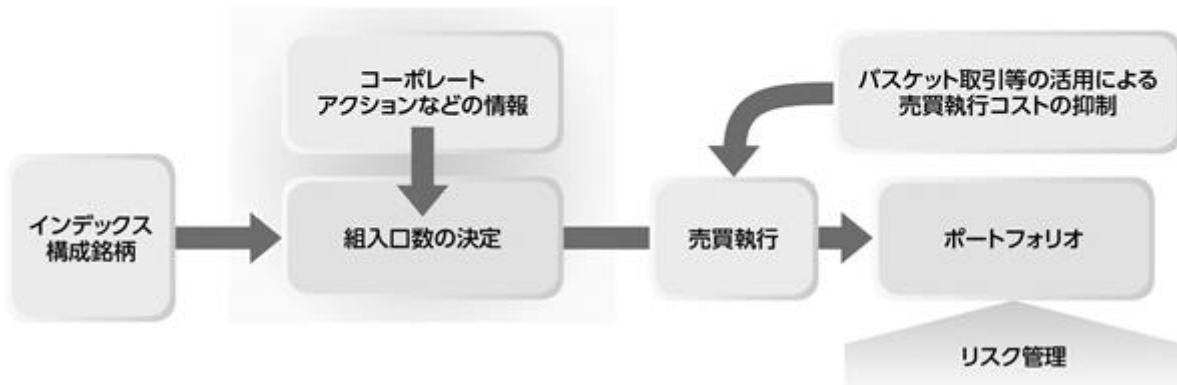 コーポレート
アクションなどの情報
バスケット取引等の活用による
売買執行コストの抑制
インデックス
構成銘柄
組入口数の決定
売買執行
ポートフォリオ
リスク管理